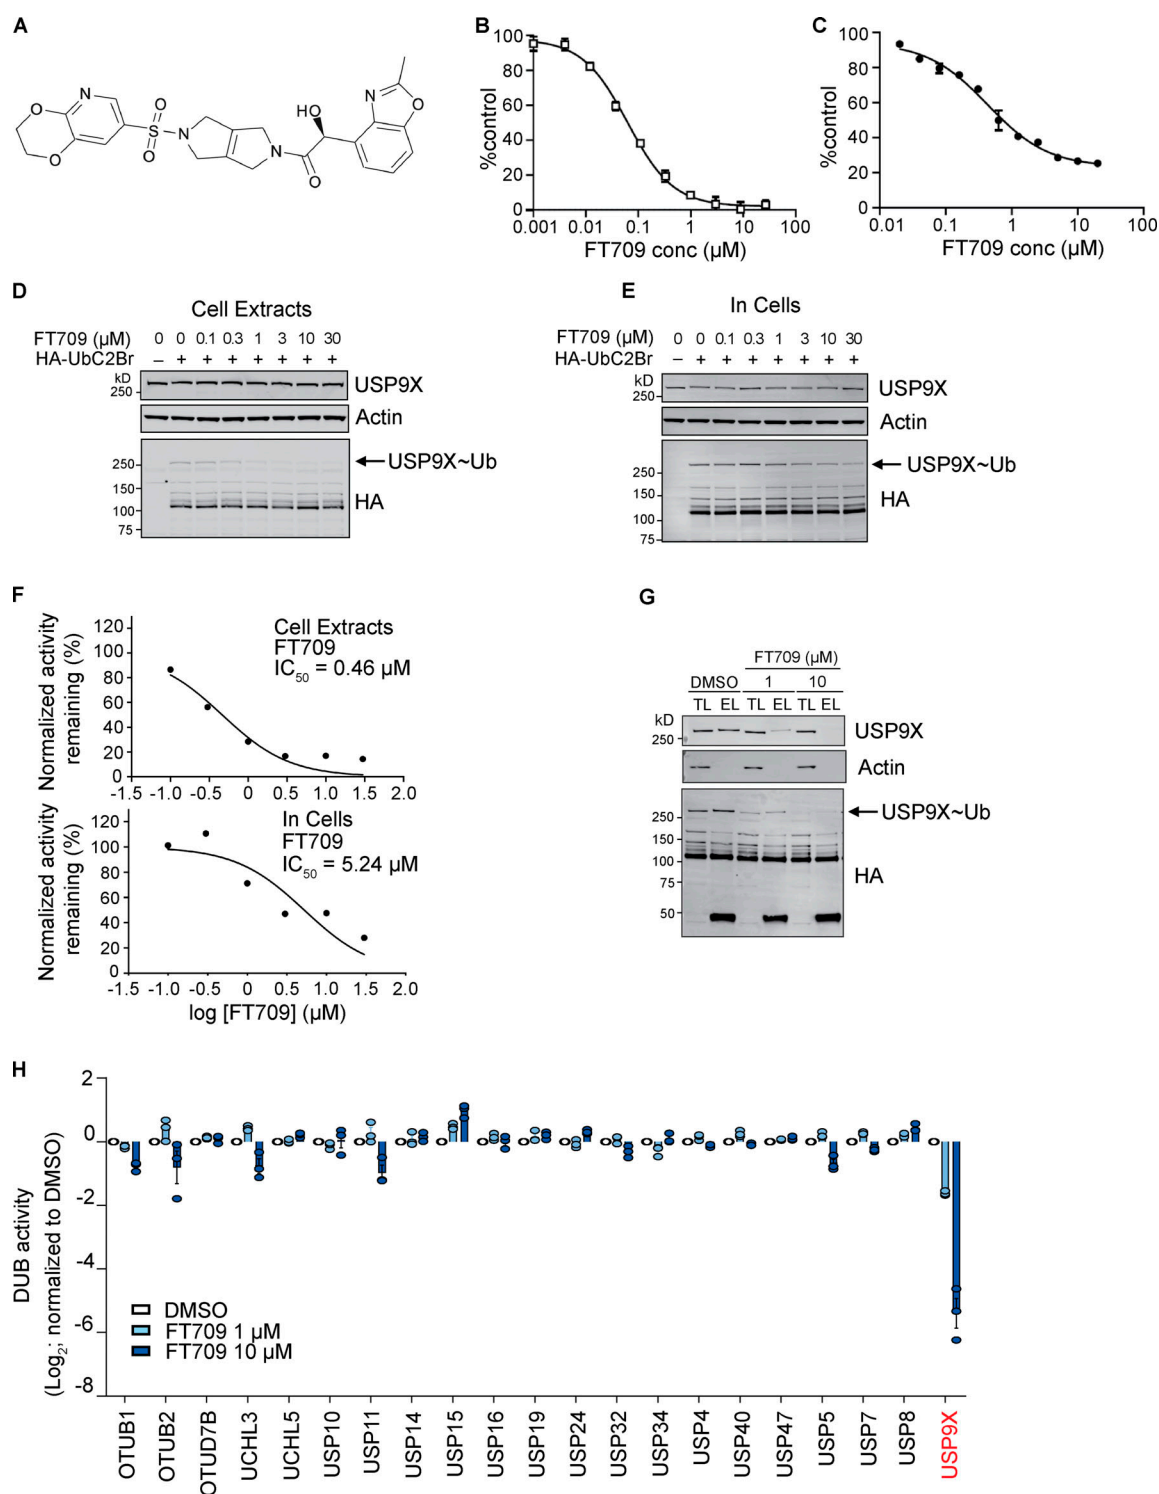 A
N
O
O
O
S
O
N
N
O
HO
N
O
B
%control
100
80
60
40
20
0
0.001 0.01 0.1 1 10 100
FT709 conc (µM)
C
%control
100
80
60
40
20
0
0.01 0.1 1 10 100
FT709 conc (µM)
D
Cell Extracts
FT709 (µM) 0 0 0.1 0.3 1 3 10 30
HA-UbC2Br – + + + + + + +
kD
250
USP9X
Actin
250
150
100
75
USP9X~Ub
HA
E
In Cells
FT709 (µM) 0 0 0.1 0.3 1 3 10 30
HA-UbC2Br – + + + + + + +
kD
250
USP9X
Actin
250
150
100
75
USP9X~Ub
HA
F
Normalized activity
remaining (%)
120
100
80
60
40
20
0
Cell Extracts
FT709
IC50 = 0.46 µM
-1.5 -1.0 -0.5 0 0.5 1.0 1.5 2.0
Normalized activity
remaining (%)
120
100
80
60
40
20
0
In Cells
FT709
IC50 = 5.24 µM
-1.5 -1.0 -0.5 0 0.5 1.0 1.5 2.0
log [FT709] (µM)
G
FT709 (µM)
DMSO 1 10
TL EL TL EL TL EL
kD
250
USP9X
Actin
250
150
100
75
50
USP9X~Ub
HA
H
DUB activity
(Log2; normalized to DMSO)
2
0
-2
-4
-6
-8
DMSO
FT709 1 µM
FT709 10 µM
OTUB1
OTUB2
OTUD7B
UCHL3
UCHL5
USP10
USP11
USP14
USP15
USP16
USP19
USP24
USP32
USP34
USP4
USP40
USP47
USP5
USP7
USP8
USP9X